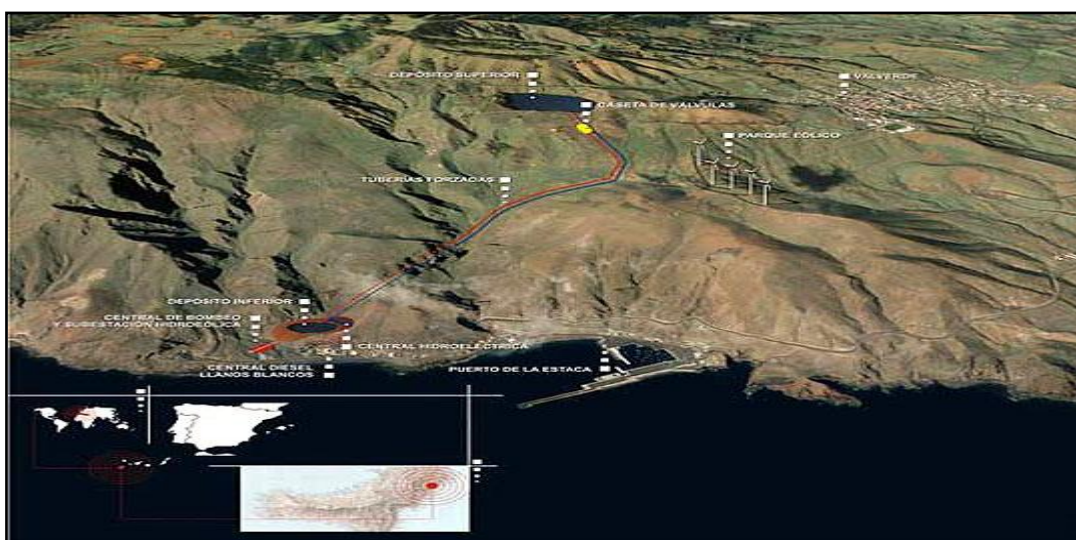 DEPÓSITO SUPERIOR
VALVERDE
CASETA DE VÁLVULAS
PARQUE EÓLICO
TUBERÍAS FORZADAS
DEPÓSITO INFERIOR
CENTRAL DE BOMBEO
Y SUBESTACIÓN HIDROEÓLICA
CENTRAL HIDROELÉCTRICA
CENTRAL DIESEL
LLANOS BLANCOS
PUERTO DE LA ESTACA